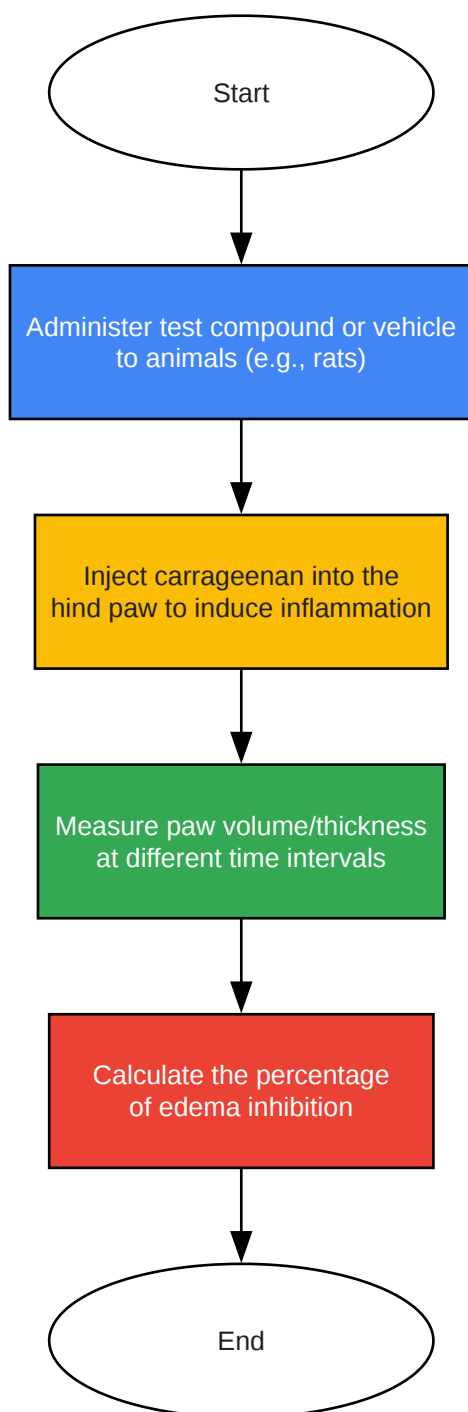 Start
Administer test compound or vehicle
to animals (e.g., rats)
Inject carrageenan into the
hind paw to induce inflammation
Measure paw volume/thickness
at different time intervals
Calculate the percentage
of edema inhibition
End